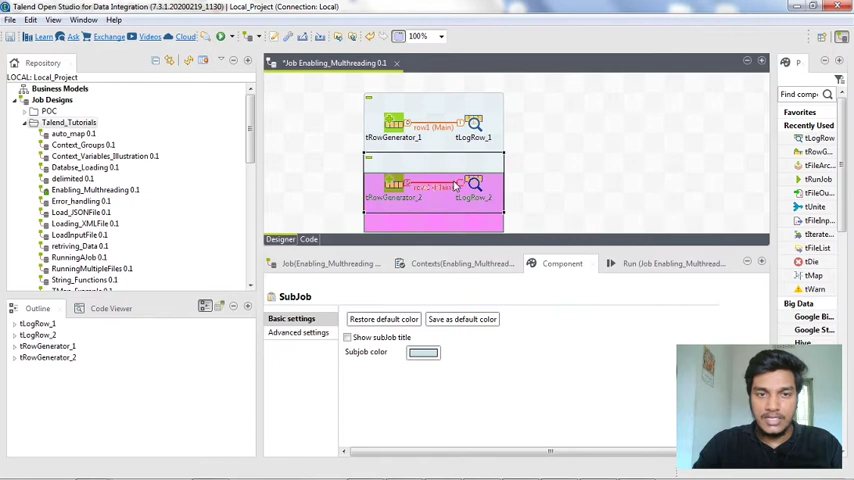 Talend Open Studio for Data Integration (7.3.1.20200219_1130) | Local_Project (Connection: Local)
File Edit View Window Help
Learn Ask Exchange Videos Cloud 100%
Repository
LOCAL: Local_Project
Business Models
Job Designs
POC
Talend_Tutorials
auto_map 0.1
Context_Groups 0.1
Context_Variables_Illustration 0.1
Database_Loading 0.1
delimited 0.1
Enabling_Multhreading 0.1
Error_handling 0.1
Load_JSONFile 0.1
Loading_XMLFile 0.1
LoadInputFile 0.1
retriving_Data 0.1
RunningAJob 0.1
RunningMultipleFiles 0.1
String_Functions 0.1
Outline
Code Viewer
tLogRow_1
tLogRow_2
tRowGenerator_1
tRowGenerator_2
*Job Enabling_Multhreading 0.1
row1 (Main)
tRowGenerator_1
tLogRow_1
tRowGenerator_2
tLogRow_2
Designer Code
Job(Enabling_Multhreading ...
Contexts(Enabling_Multhread...
Component
Run (Job Enabling_Multhread...
SubJob
Basic settings
Advanced settings
Restore default color
Save as default color
Show subJob title
Subjob color
P
Find comp
Favorites
Recently Used
tLogRow
tRowG...
tFileArc...
tRunJob
tFileOu...
tUnite
tFileInp...
tIterate...
tFileList
tDie
tMap
tWarn
Big Data
Google Bi...
Google St...
Hive